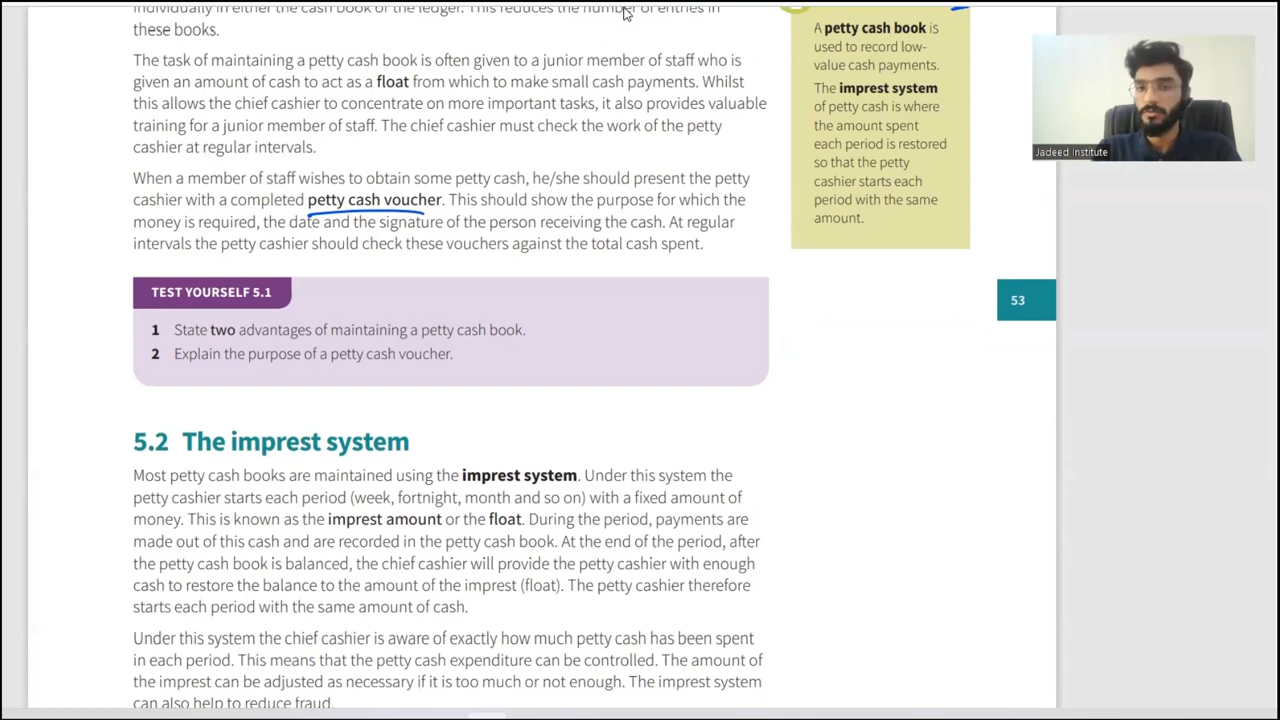 individually in either the cash book or the ledger. This reduces the number of entries in
these books.
The task of maintaining a petty cash book is often given to a junior member of staff who is
given an amount of cash to act as a float from which to make small cash payments. Whilst
this allows the chief cashier to concentrate on more important tasks, it also provides valuable
training for a junior member of staff. The chief cashier must check the work of the petty
cashier at regular intervals.
When a member of staff wishes to obtain some petty cash, he/she should present the petty
cashier with a completed petty cash voucher. This should show the purpose for which the
money is required, the date and the signature of the person receiving the cash. At regular
intervals the petty cashier should check these vouchers against the total cash spent.
TEST YOURSELF 5.1
1 State two advantages of maintaining a petty cash book.
2 Explain the purpose of a petty cash voucher.
5.2 The imprest system
Most petty cash books are maintained using the imprest system. Under this system the
petty cashier starts each period (week, fortnight, month and so on) with a fixed amount of
money. This is known as the imprest amount or the float. During the period, payments are
made out of this cash and are recorded in the petty cash book. At the end of the period, after
the petty cash book is balanced, the chief cashier will provide the petty cashier with enough
cash to restore the balance to the amount of the imprest (float). The petty cashier therefore
starts each period with the same amount of cash.
Under this system the chief cashier is aware of exactly how much petty cash has been spent
in each period. This means that the petty cash expenditure can be controlled. The amount of
the imprest can be adjusted as necessary if it is too much or not enough. The imprest system
can also help to reduce fraud.
A petty cash book is
used to record low-
value cash payments.
The imprest system
of petty cash is where
the amount spent
each period is restored
so that the petty
cashier starts each
period with the same
amount.
53
Jadeed Institute